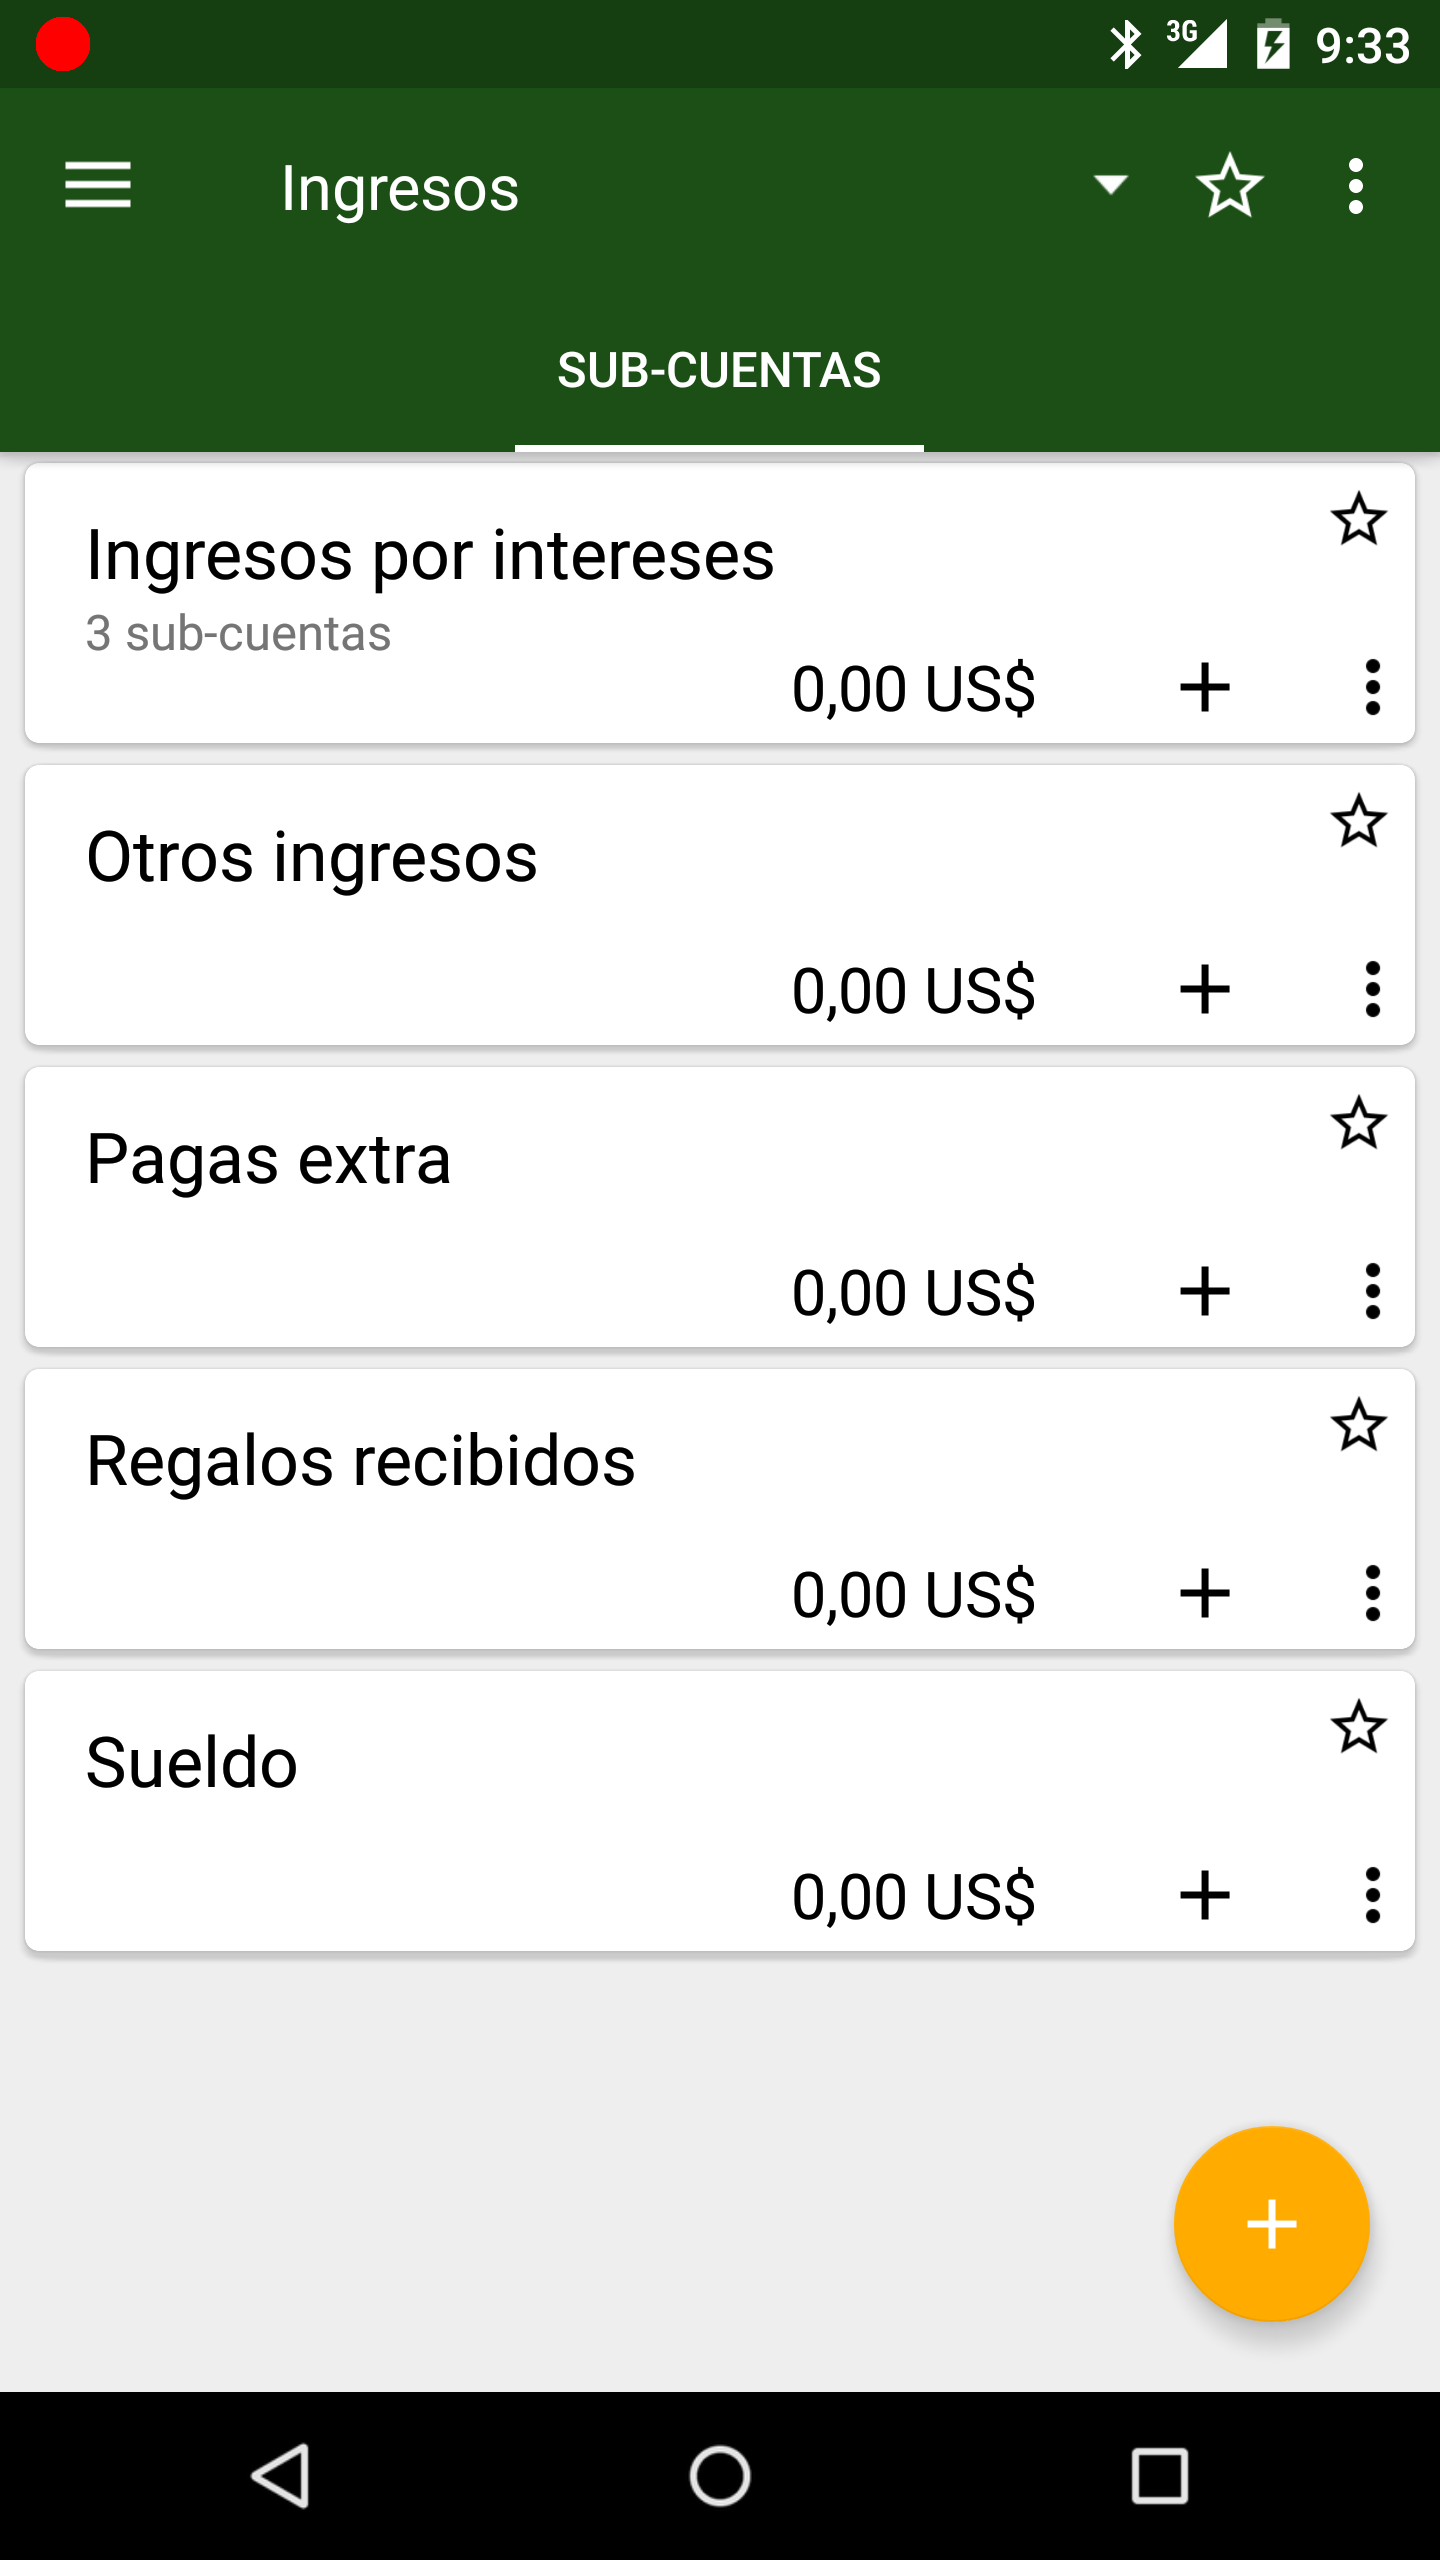 3G 9:33
Ingresos
SUB-CUENTAS
Ingresos por intereses
3 sub-cuentas
0,00 US$
Otros ingresos
0,00 US$
Pagas extra
0,00 US$
Regalos recibidos
0,00 US$
Sueldo
0,00 US$